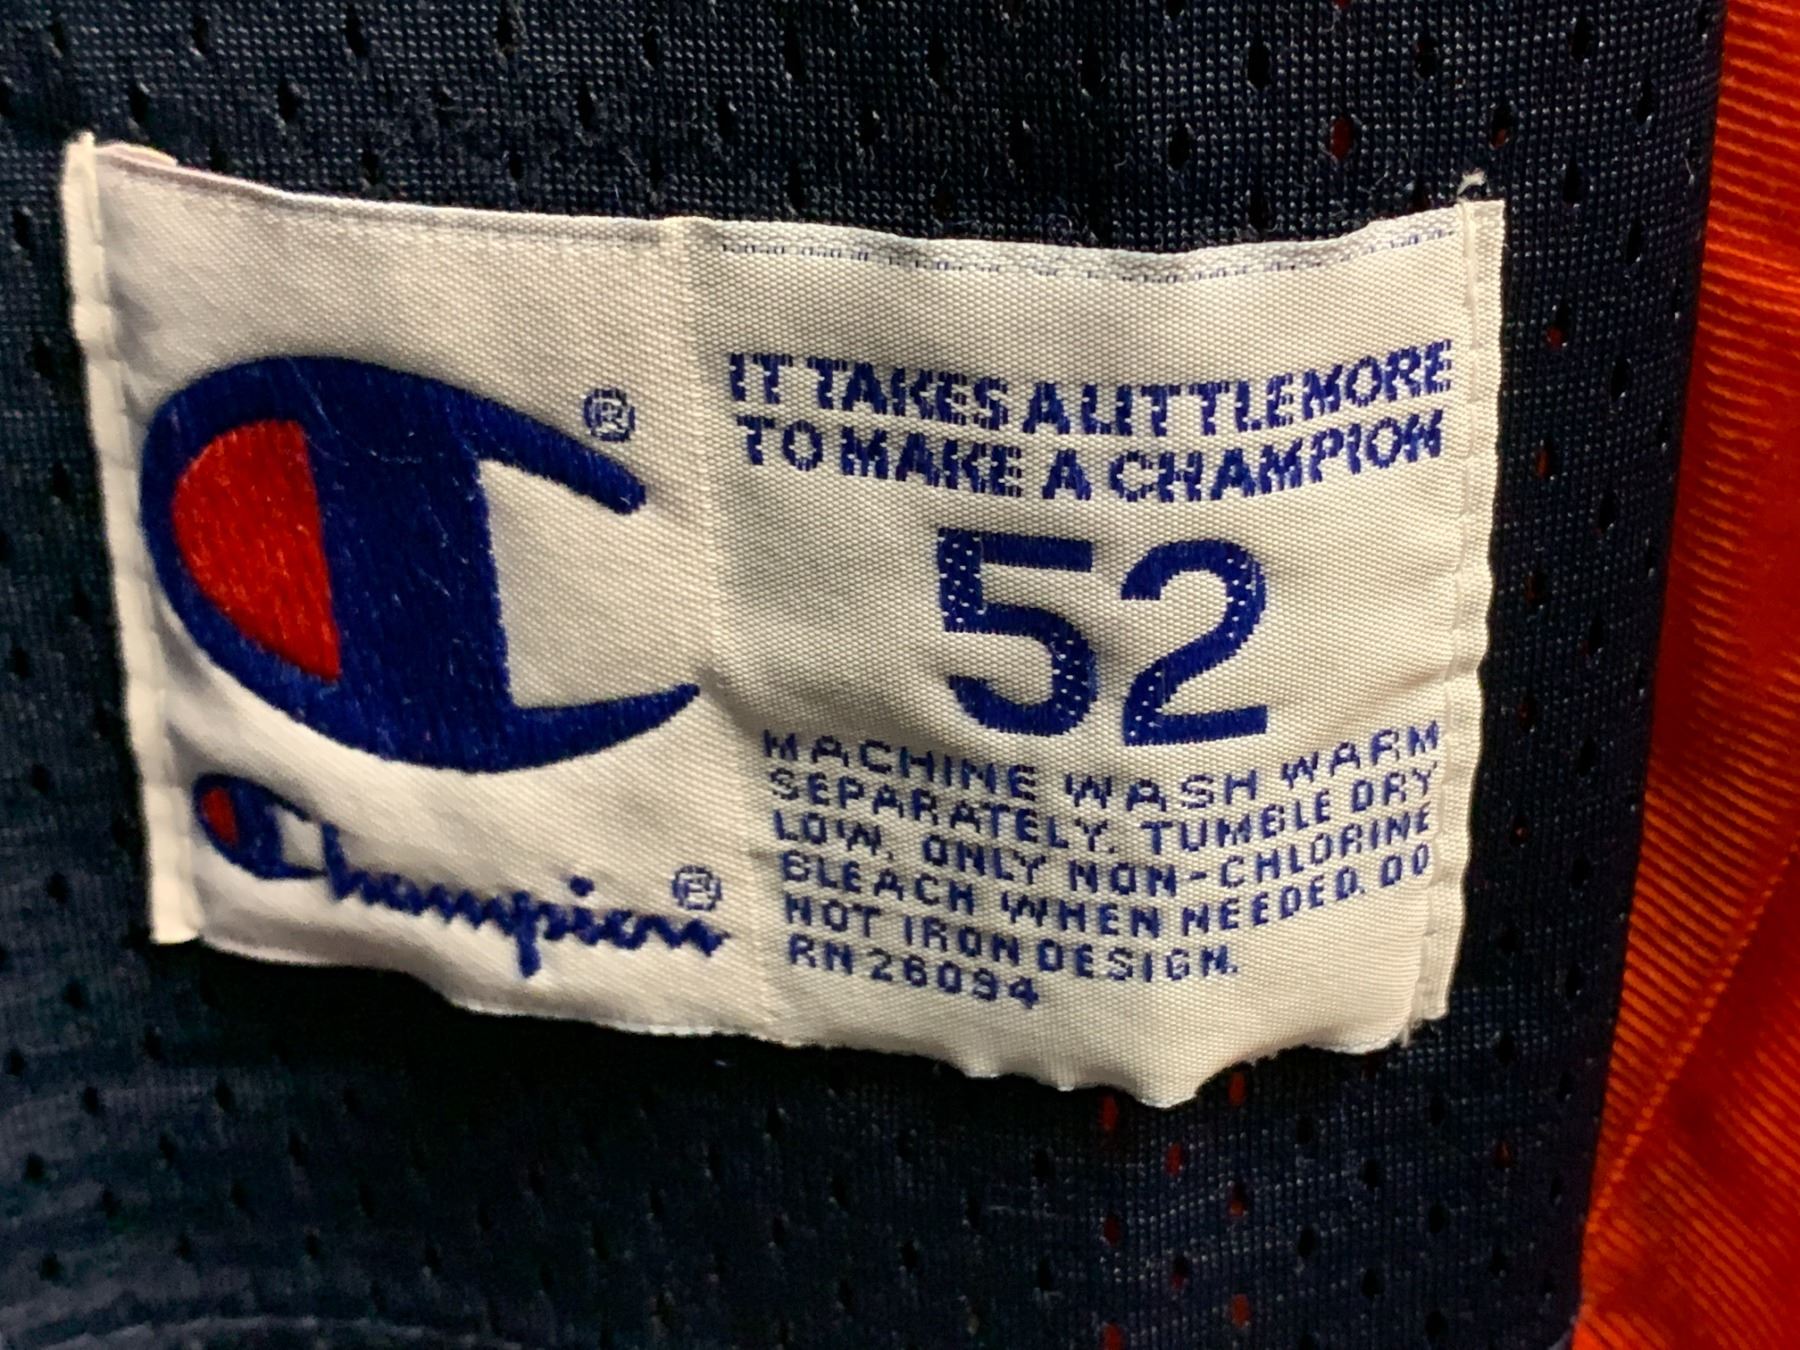 ®
Champion®
IT TAKES A LITTLE MORE
TO MAKE A CHAMPION
52
MACHINE WASH WARM
SEPARATELY. TUMBLE DRY
LOW. ONLY NON-CHLORINE
BLEACH WHEN NEEDED. DO
NOT IRON DESIGN.
RN 26094